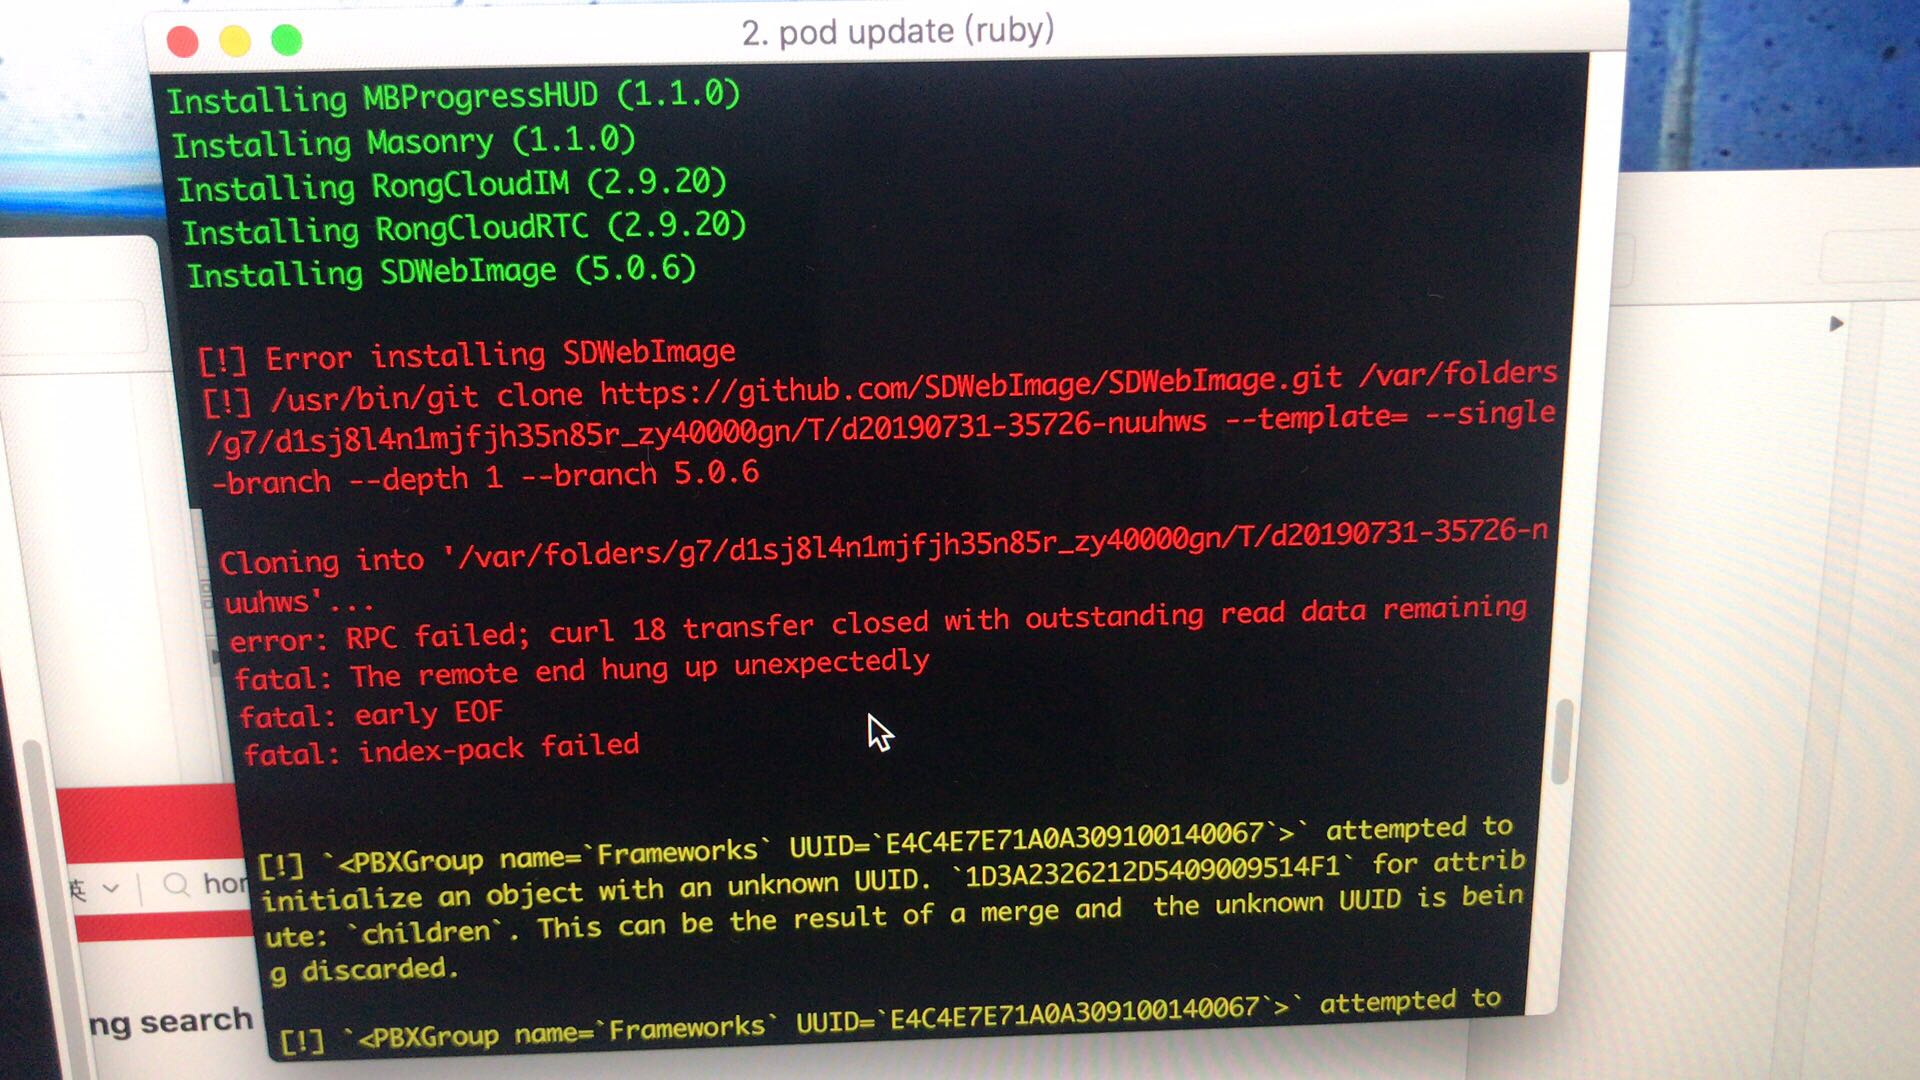 2. pod update (ruby)
Installing MBProgressHUD (1.1.0)
Installing Masonry (1.1.0)
Installing RongCloudIM (2.9.20)
Installing RongCloudRTC (2.9.20)
Installing SDWebImage (5.0.6)
[!] Error installing SDWebImage
[!] /usr/bin/git clone https://github.com/SDWebImage/SDWebImage.git /var/folders
/g7/d1sj8l4n1mjfjh35n85r_zy40000gn/T/d20190731-35726-nuuhws --template= --single
-branch --depth 1 --branch 5.0.6
Cloning into '/var/folders/g7/d1sj8l4n1mjfjh35n85r_zy40000gn/T/d20190731-35726-n
uuhws'...
error: RPC failed; curl 18 transfer closed with outstanding read data remaining
fatal: The remote end hung up unexpectedly
fatal: early EOF
fatal: index-pack failed
[!] `<PBXGroup name=`Frameworks` UUID=`E4C4E7E71A0A309100140067`>` attempted to
initialize an object with an unknown UUID. `1D3A2326212D5409009514F1` for attrib
ute: `children`. This can be the result of a merge and  the unknown UUID is bein
g discarded.
[!] `<PBXGroup name=`Frameworks` UUID=`E4C4E7E71A0A309100140067`>` attempted to
英
hor
ng search